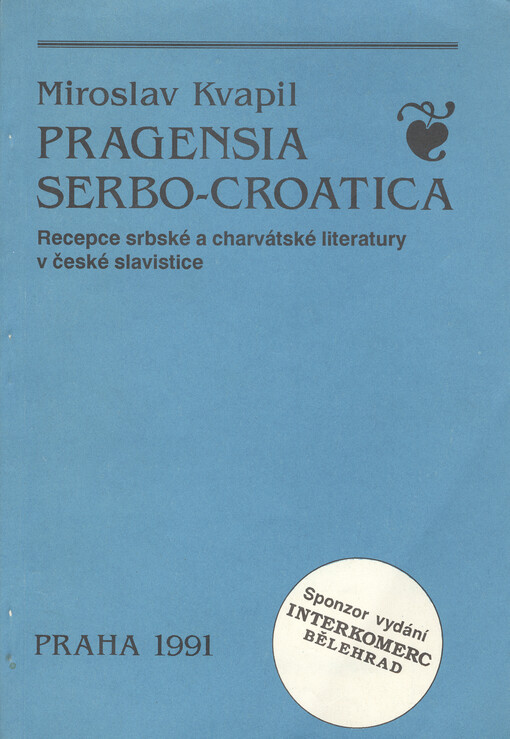 Miroslav Kvapil
PRAGENSIA
SERBO-CROATICA
Recepce srbské a charvátské literatury
v české slavistice
Sponzor vydání
INTERKOMERC
BĚLEHRAD
PRAHA 1991